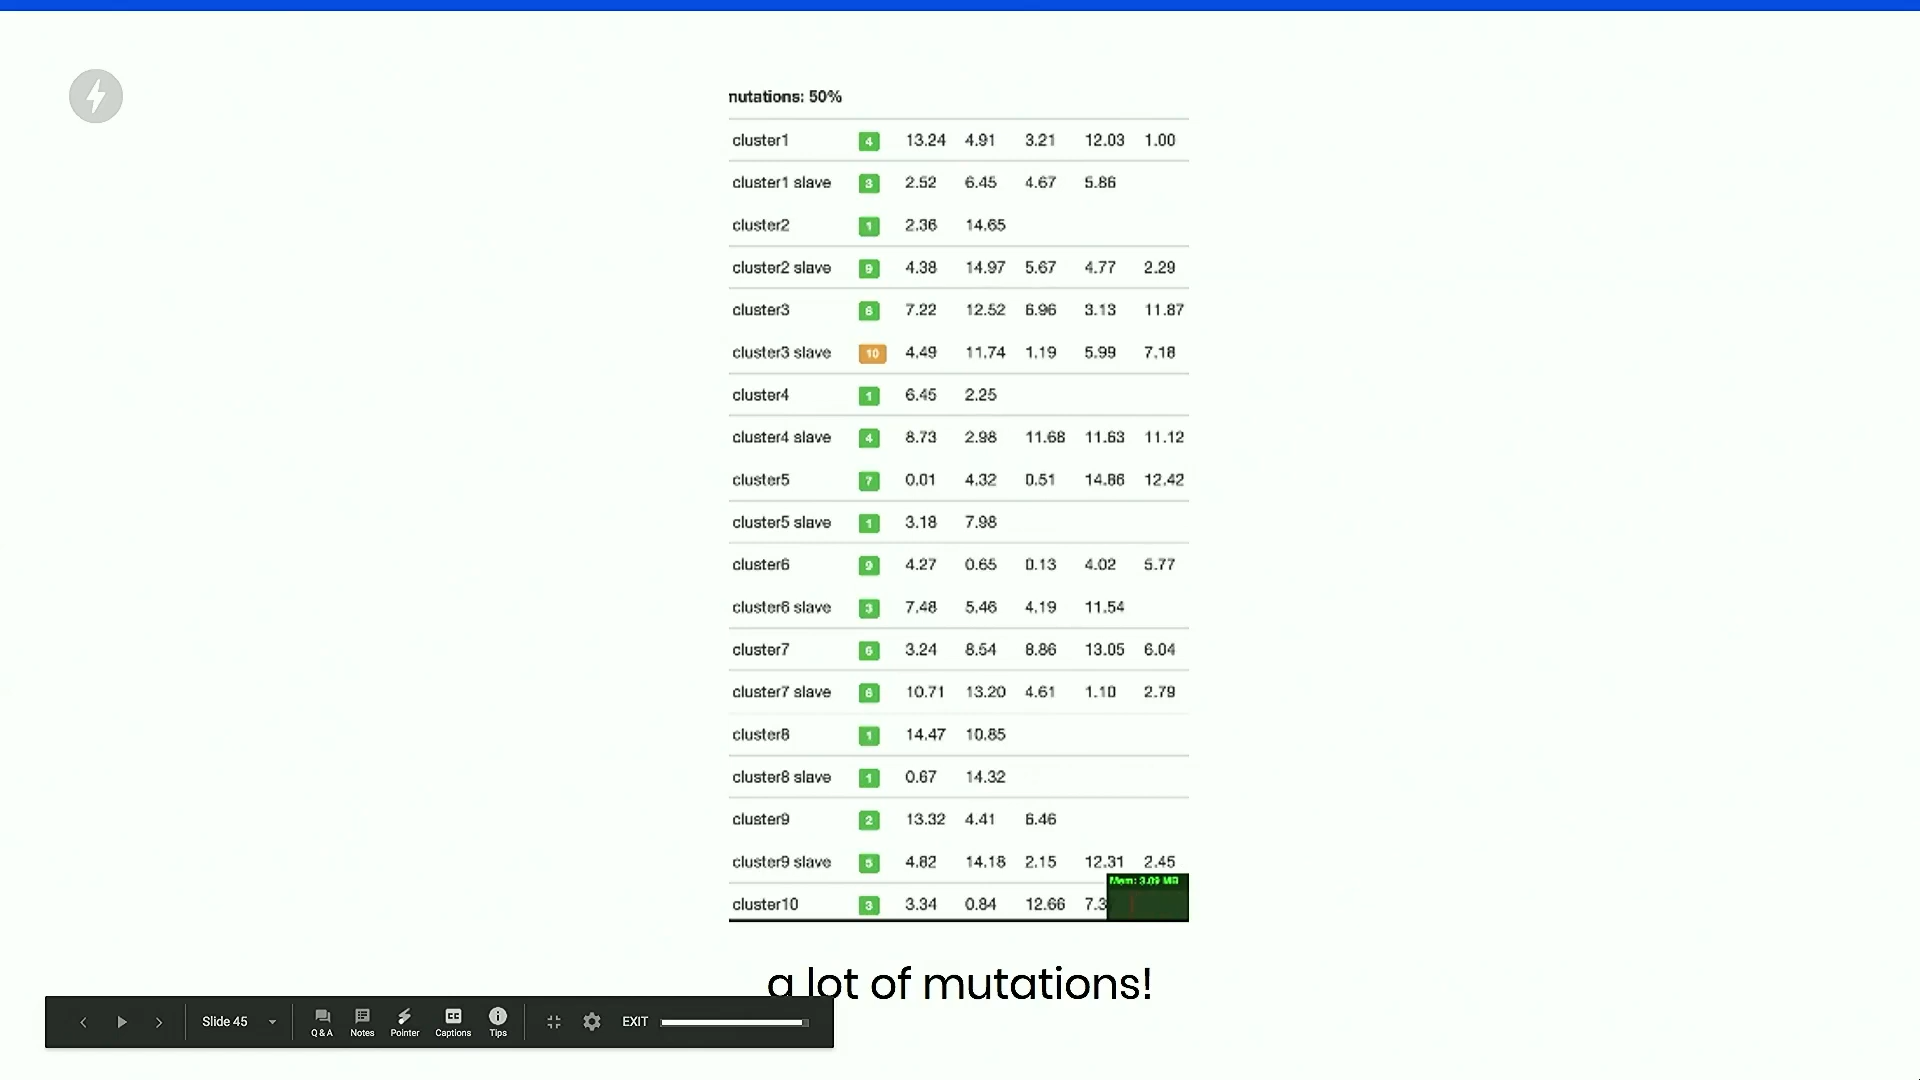 mutations: 50%
cluster1 4 13.24 4.91 3.21 12.03 1.00
cluster1 slave 3 2.52 6.45 4.67 5.86
cluster2 1 2.36 14.65
cluster2 slave 9 4.38 14.97 5.67 4.77 2.29
cluster3 6 7.22 12.52 6.96 3.13 11.87
cluster3 slave 10 4.49 11.74 1.19 5.99 7.18
cluster4 1 6.45 2.25
cluster4 slave 4 8.73 2.98 11.68 11.63 11.12
cluster5 7 0.01 4.32 0.51 14.86 12.42
cluster5 slave 1 3.18 7.98
cluster6 9 4.27 0.65 0.13 4.02 5.77
cluster6 slave 3 7.48 5.46 4.19 11.54
cluster7 6 3.24 8.54 8.86 13.05 6.04
cluster7 slave 6 10.71 13.20 4.61 1.10 2.79
cluster8 1 14.47 10.85
cluster8 slave 1 0.67 14.32
cluster9 2 13.32 4.41 6.46
cluster9 slave 5 4.82 14.18 2.15 12.31 2.45
Mem: 3.09 MB
cluster10 3 3.34 0.84 12.66 7.3
a lot of mutations!
Slide 45 Q&A Notes Pointer Captions Tips EXIT